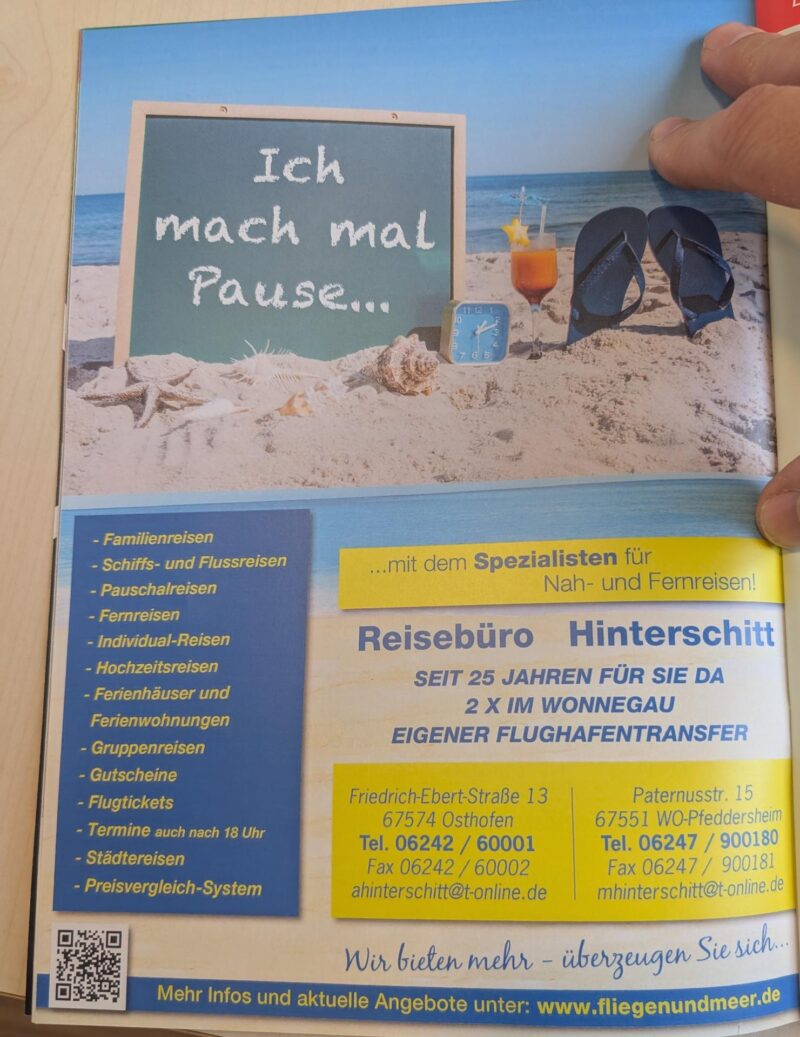 Ich
mach mal
Pause...
- Familienreisen
- Schiffs- und Flussreisen
- Pauschalreisen
- Fernreisen
- Individual-Reisen
- Hochzeitsreisen
- Ferienhäuser und
Ferienwohnungen
- Gruppenreisen
- Gutscheine
- Flugtickets
- Termine auch nach 18 Uhr
- Städtereisen
- Preisvergleich-System
...mit dem Spezialisten für
Nah- und Fernreisen!
Reisebüro Hinterschitt
SEIT 25 JAHREN FÜR SIE DA
2 X IM WONNEGAU
EIGENER FLUGHAFENTRANSFER
Friedrich-Ebert-Straße 13
67574 Osthofen
Tel. 06242 / 60001
Fax 06242 / 60002
ahinterschitt@t-online.de
Paternusstr. 15
67551 WO-Pfeddersheim
Tel. 06247 / 900180
Fax 06247 / 900181
mhinterschitt@t-online.de
Wir bieten mehr – überzeugen Sie sich...
Mehr Infos und aktuelle Angebote unter: www.fliegenundmeer.de